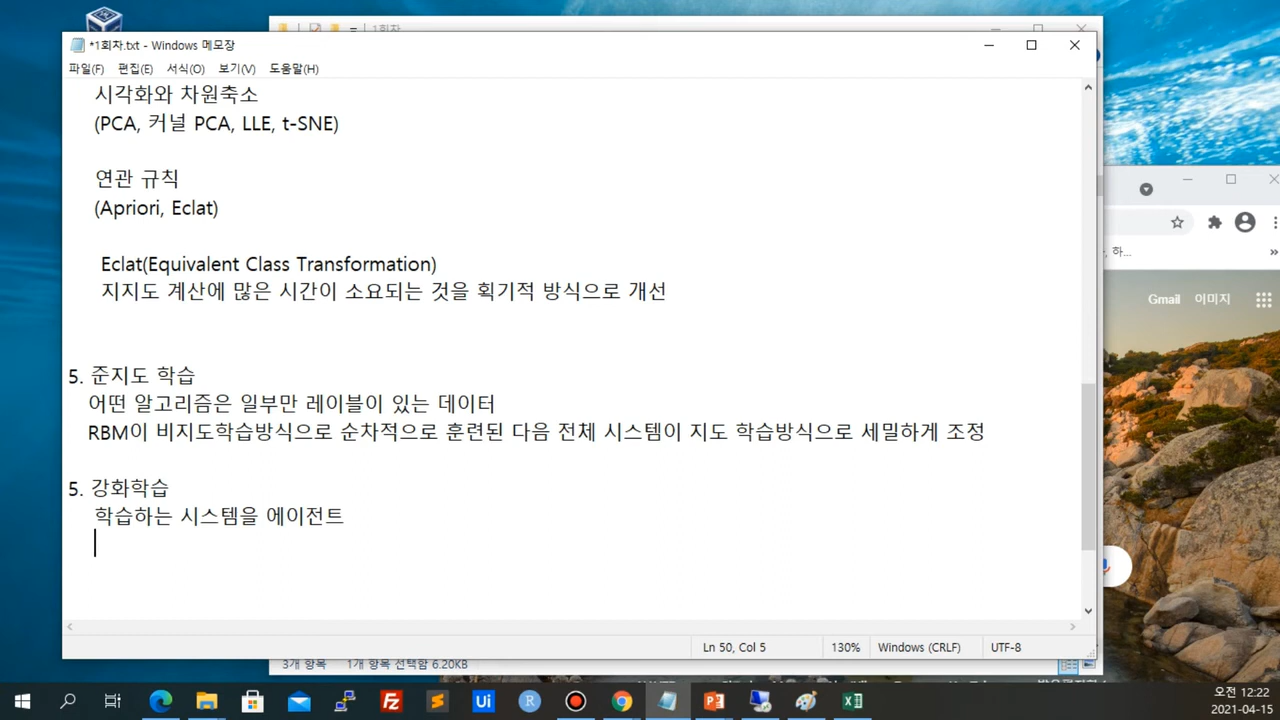 1회차
*1회차.txt - Windows 메모장
파일(F) 편집(E) 서식(O) 보기(V) 도움말(H)
시각화와 차원축소
(PCA, 커널 PCA, LLE, t-SNE)
연관 규칙
(Apriori, Eclat)
Eclat(Equivalent Class Transformation)
지지도 계산에 많은 시간이 소요되는 것을 획기적 방식으로 개선
5. 준지도 학습
어떤 알고리즘은 일부만 레이블이 있는 데이터
RBM이 비지도학습방식으로 순차적으로 훈련된 다음 전체 시스템이 지도 학습방식으로 세밀하게 조정
5. 강화학습
학습하는 시스템을 에이전트
Ln 50, Col 5 130% Windows (CRLF) UTF-8
하...
Gmail 이미지
3개 항목 1개 항목 선택함 6.20KB
Ui R
오전 12:22
2021-04-15